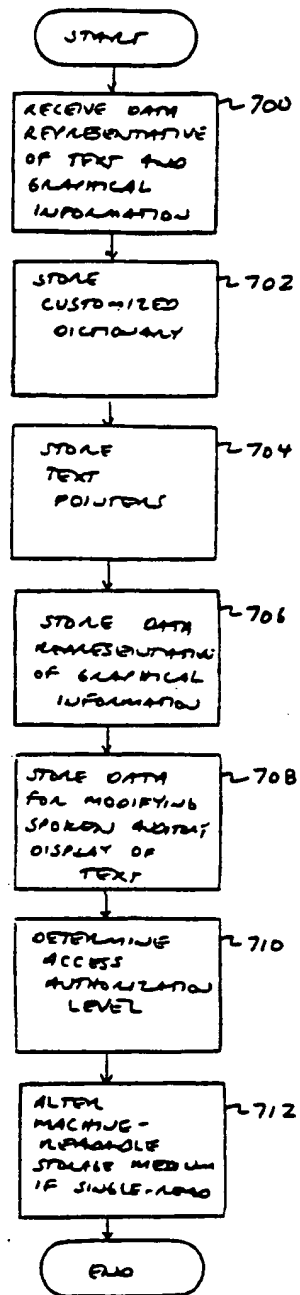 START
700
RECEIVE DATA
REPRESENTATIVE
OF TEXT AND
GRAPHICAL
INFORMATION
702
STORE
CUSTOMIZED
DICTIONARY
704
STORE
TEXT
POINTERS
706
STORE DATA
REPRESENTATIVE
OF GRAPHICAL
INFORMATION
708
STORE DATA
FOR MODIFYING
SPOKEN AUDITORY
DISPLAY OF
TEXT
710
DETERMINE
ACCESS
AUTHORIZATION
LEVEL
712
ALTER
MACHINE-
READABLE
STORAGE MEDIUM
IF SINGLE-READ
END